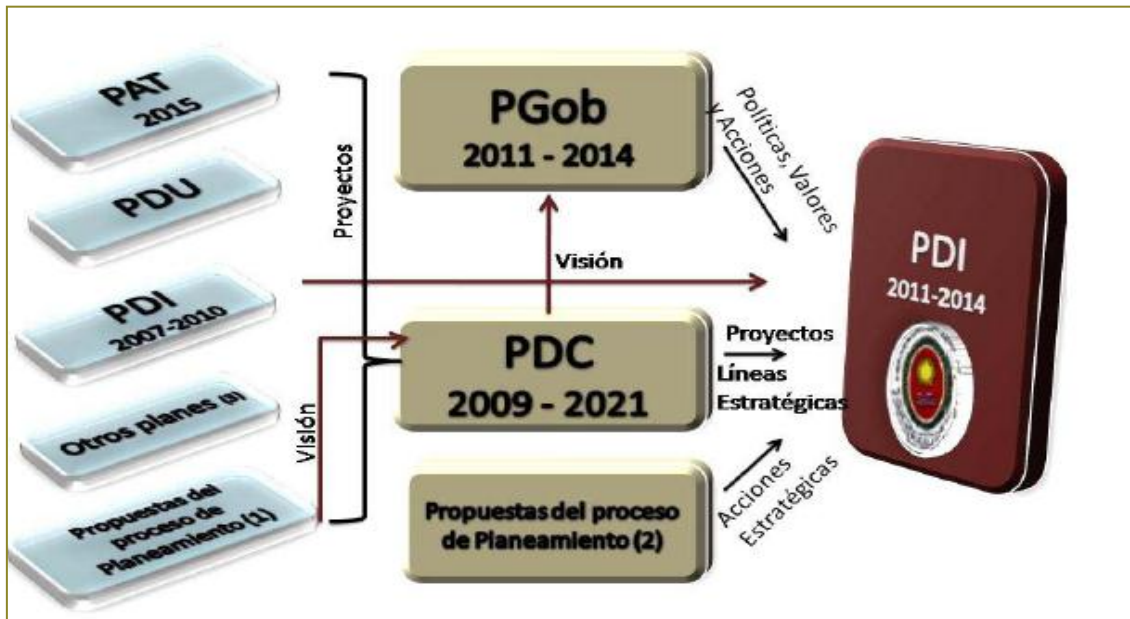 PAT
2015
PDU
PDI
2007-2010
Otros planes (3)
Propuestas del
proceso de
Planeamiento (1)
Proyectos
Visión
PGob
2011 - 2014
Visión
PDC
2009 - 2021
Propuestas del proceso
de Planeamiento (2)
Políticas, Valores
y Acciones
Proyectos
Líneas
Estratégicas
Acciones
Estratégicas
PDI
2011-2014